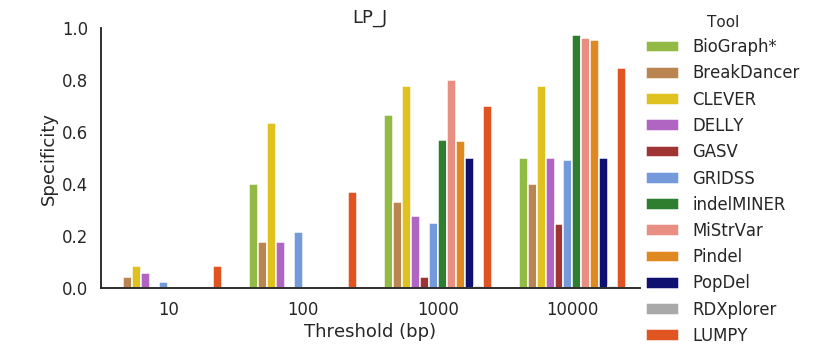 LP_J
Specificity
1.0
0.8
0.6
0.4
0.2
0.0
10 100 1000 10000
Threshold (bp)
Tool
BioGraph*
BreakDancer
CLEVER
DELLY
GASV
GRIDSS
indelMINER
MiStrVar
Pindel
PopDel
RDXplorer
LUMPY